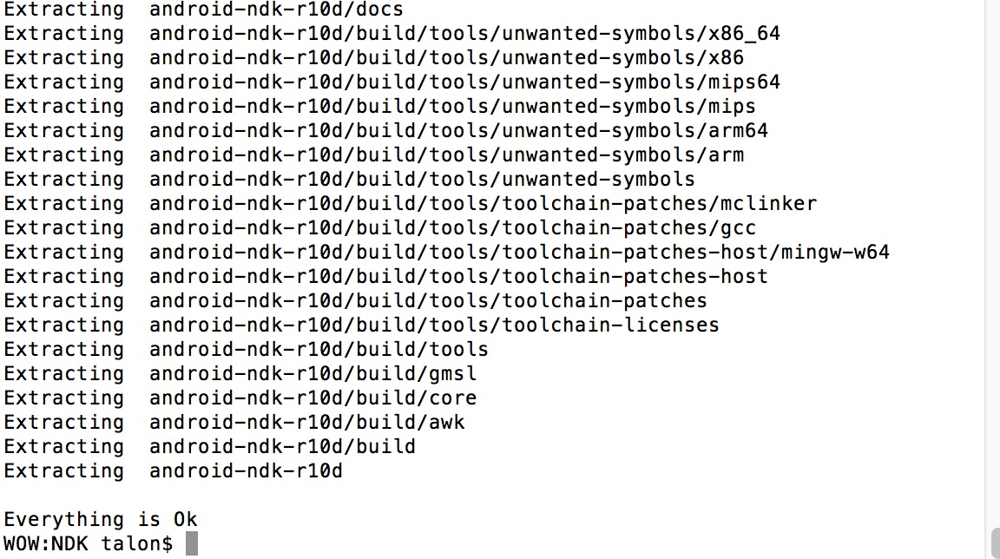 Extracting  android-ndk-r10d/docs
Extracting  android-ndk-r10d/build/tools/unwanted-symbols/x86_64
Extracting  android-ndk-r10d/build/tools/unwanted-symbols/x86
Extracting  android-ndk-r10d/build/tools/unwanted-symbols/mips64
Extracting  android-ndk-r10d/build/tools/unwanted-symbols/mips
Extracting  android-ndk-r10d/build/tools/unwanted-symbols/arm64
Extracting  android-ndk-r10d/build/tools/unwanted-symbols/arm
Extracting  android-ndk-r10d/build/tools/unwanted-symbols
Extracting  android-ndk-r10d/build/tools/toolchain-patches/mclinker
Extracting  android-ndk-r10d/build/tools/toolchain-patches/gcc
Extracting  android-ndk-r10d/build/tools/toolchain-patches-host/mingw-w64
Extracting  android-ndk-r10d/build/tools/toolchain-patches-host
Extracting  android-ndk-r10d/build/tools/toolchain-patches
Extracting  android-ndk-r10d/build/tools/toolchain-licenses
Extracting  android-ndk-r10d/build/tools
Extracting  android-ndk-r10d/build/gmsl
Extracting  android-ndk-r10d/build/core
Extracting  android-ndk-r10d/build/awk
Extracting  android-ndk-r10d/build
Extracting  android-ndk-r10d
Everything is Ok
WOW:NDK talon$